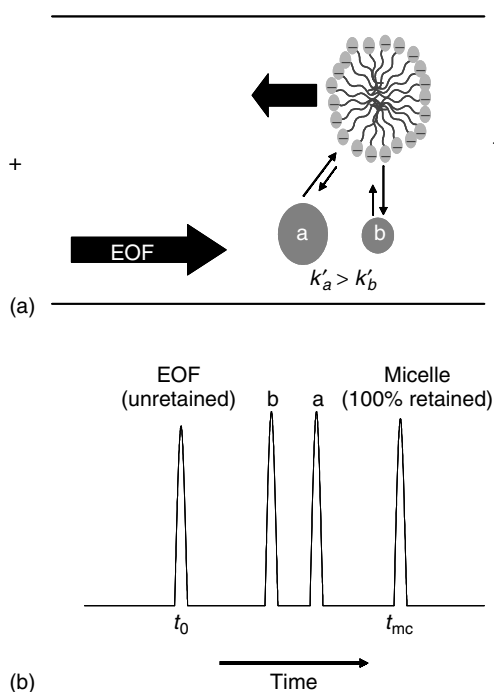 +
EOF
a
b
k′a > k′b
(a)
EOF
(unretained)
b
a
Micelle
(100% retained)
t0
tmc
Time
(b)